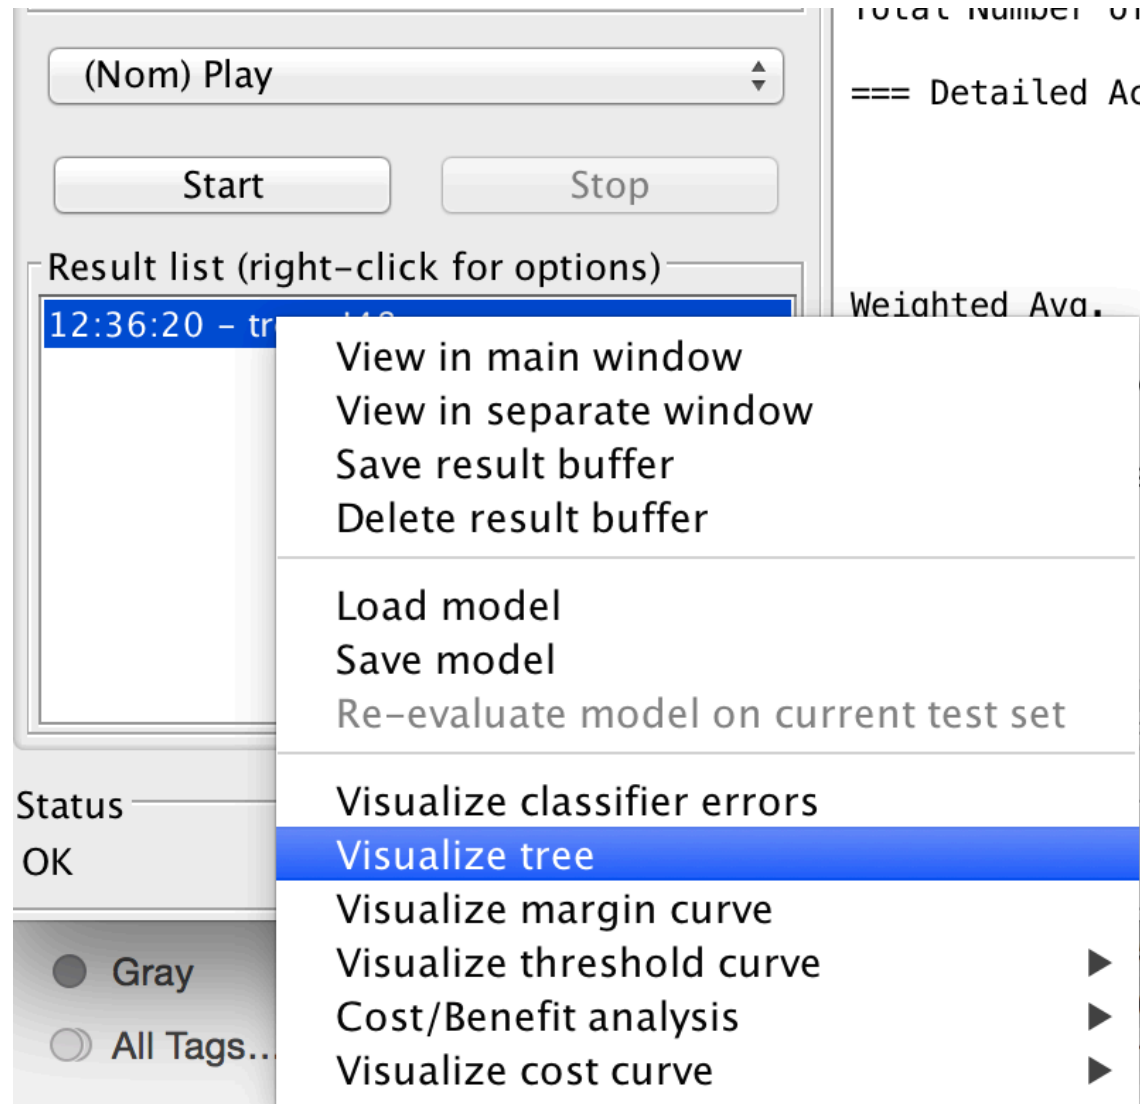 (Nom) Play
Start
Stop
Result list (right-click for options)
12:36:20 -
View in main window
View in separate window
Save result buffer
Delete result buffer
Load model
Save model
Re-evaluate model on current test set
Visualize classifier errors
Visualize tree
Visualize margin curve
Visualize threshold curve
Cost/Benefit analysis
Visualize cost curve
Status
OK
Gray
All Tags...
Total Number of
=== Detailed
Weighted Avg.